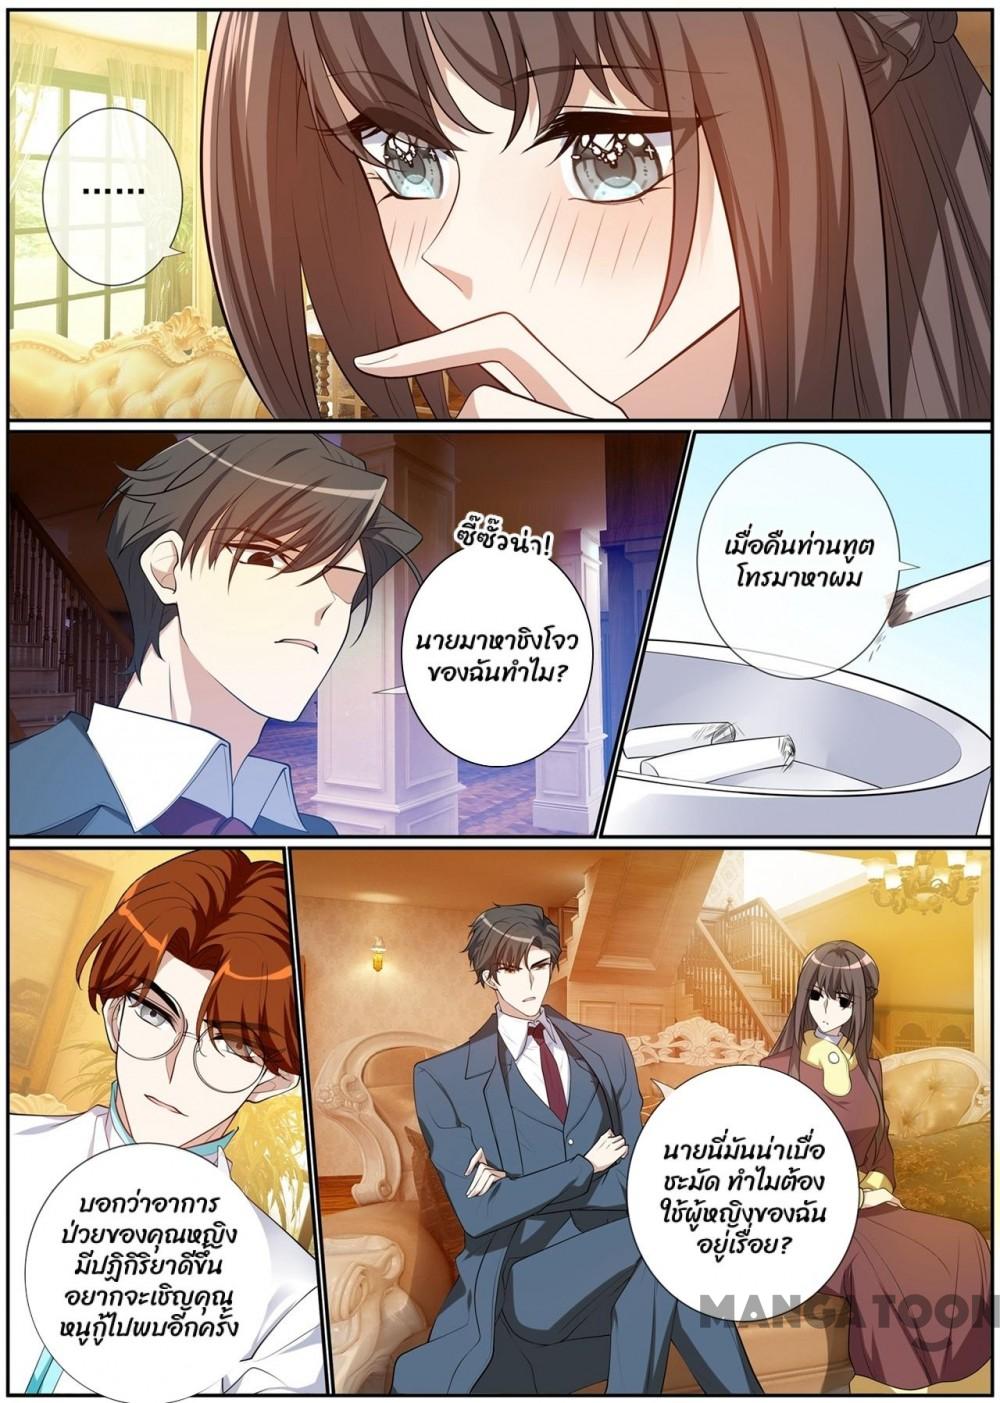 ......
ซี๊ซั๊วน่า!
นายมาหาชิงโจว
ของฉันทำไม?
เมื่อคืนท่านทูต
โทรมาหาผม
บอกว่าอาการ
ป่วยของคุณหญิง
มีปฏิกิริยาดีขึ้น
อยากจะเชิญคุณ
หนูกู้ไปพบอีกครั้ง
นายนี่มันน่าเบื่อ
ชะมัด ทำไมต้อง
ใช้ผู้หญิงของฉัน
อยู่เรื่อย?
MANGATOON